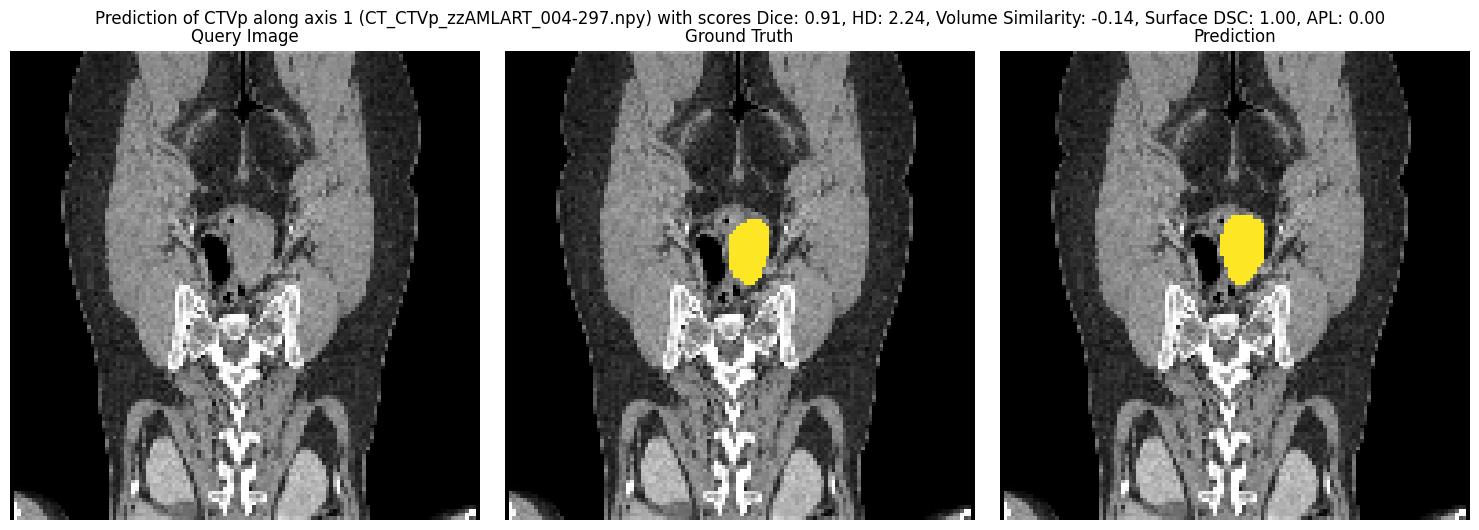 Prediction of CTVp along axis 1 (CT_CTVp_zzAMLART_004-297.npy) with scores Dice: 0.91, HD: 2.24, Volume Similarity: -0.14, Surface DSC: 1.00, APL: 0.00
Query Image
Ground Truth
Prediction